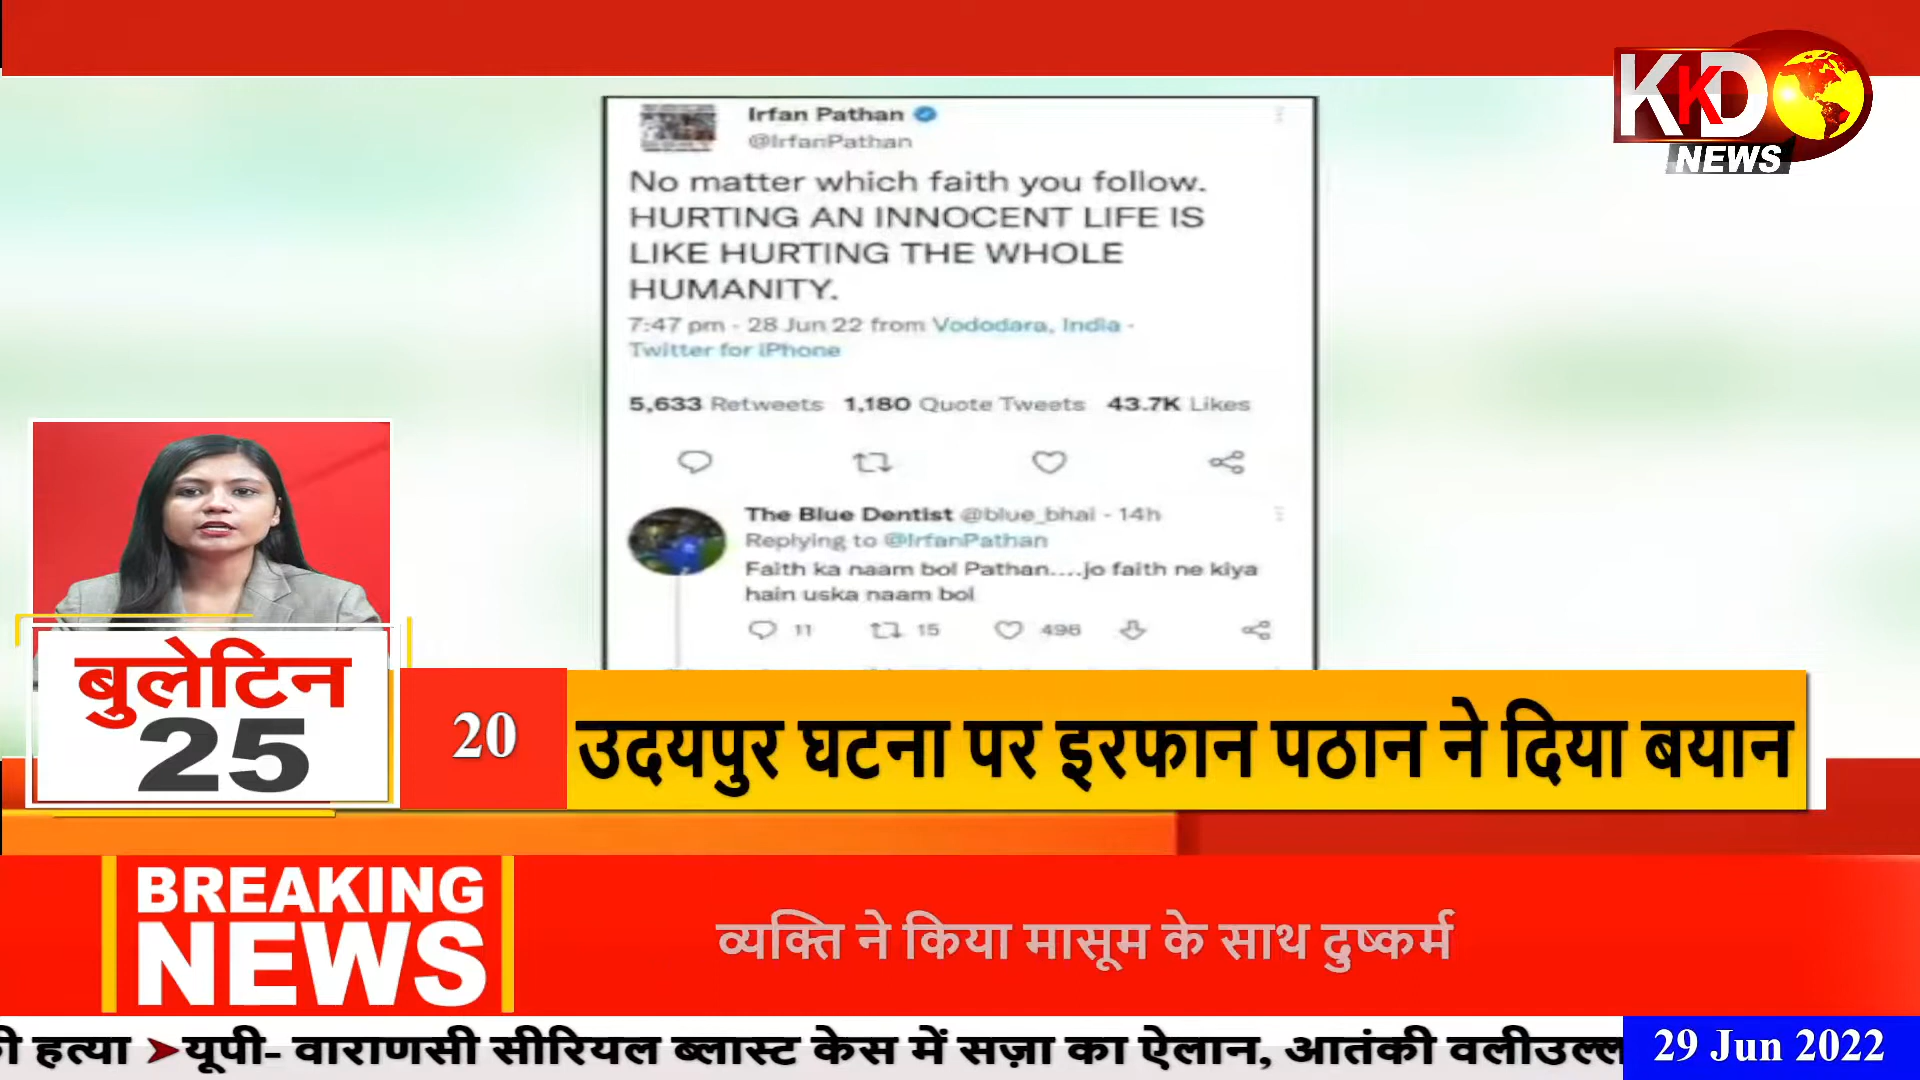 KKD
NEWS
Irfan Pathan
@IrfanPathan
No matter which faith you follow.
HURTING AN INNOCENT LIFE IS
LIKE HURTING THE WHOLE
HUMANITY.
7:47 pm - 28 Jun 22 from Vododara, India -
Twitter for iPhone
5,633 Retweets 1,180 Quote Tweets 43.7K Likes
The Blue Dentist @blue_bhai - 14h
Replying to @IrfanPathan
Faith ka naam bol Pathan....jo faith ne kiya
hain uska naam bol
11 15 496
बुलेटिन
25
20 उदयपुर घटना पर इरफान पठान ने दिया बयान
BREAKING
NEWS
व्यक्ति ने किया मासूम के साथ दुष्कर्म
हत्या ➤यूपी- वाराणसी सीरियल ब्लास्ट केस में सज़ा का ऐलान, आतंकी वलीउल्ल
29 Jun 2022